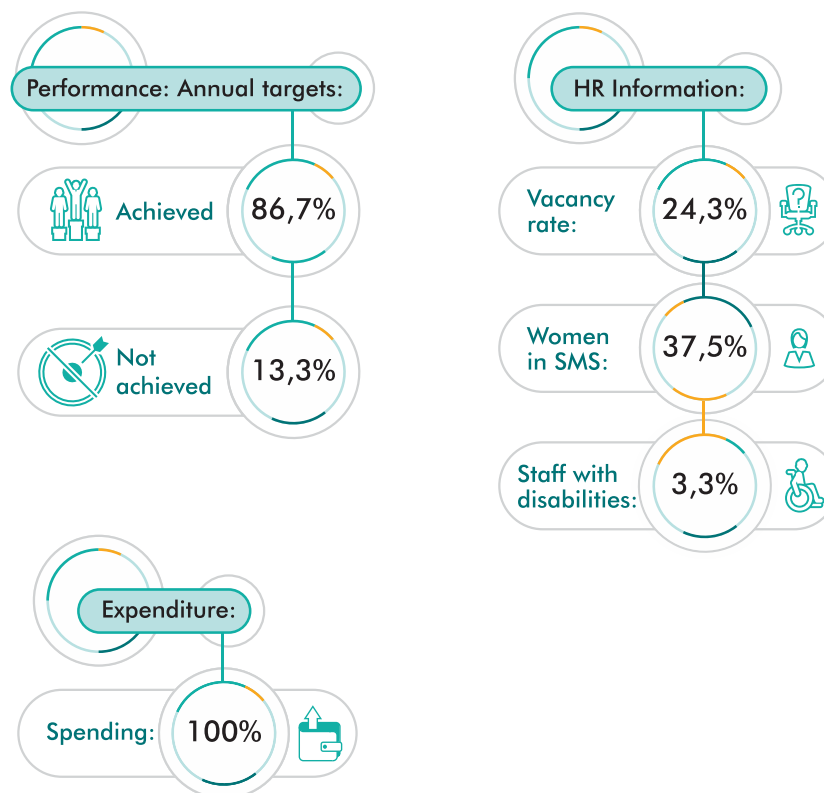 Performance: Annual targets:
Achieved
86,7%
Not
achieved
13,3%
HR Information:
Vacancy
rate:
24,3%
?
Women
in SMS:
37,5%
Staff with
disabilities:
3,3%
Expenditure:
Spending:
100%